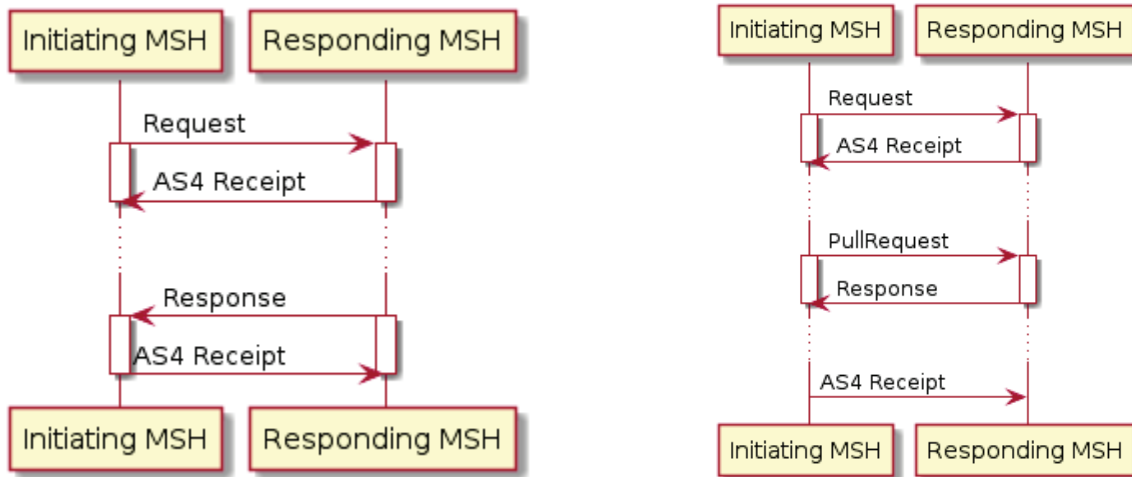 Initiating MSH
Responding MSH
Request
AS4 Receipt
Response
AS4 Receipt
Initiating MSH
Responding MSH
Initiating MSH
Responding MSH
Request
AS4 Receipt
PullRequest
Response
AS4 Receipt
Initiating MSH
Responding MSH